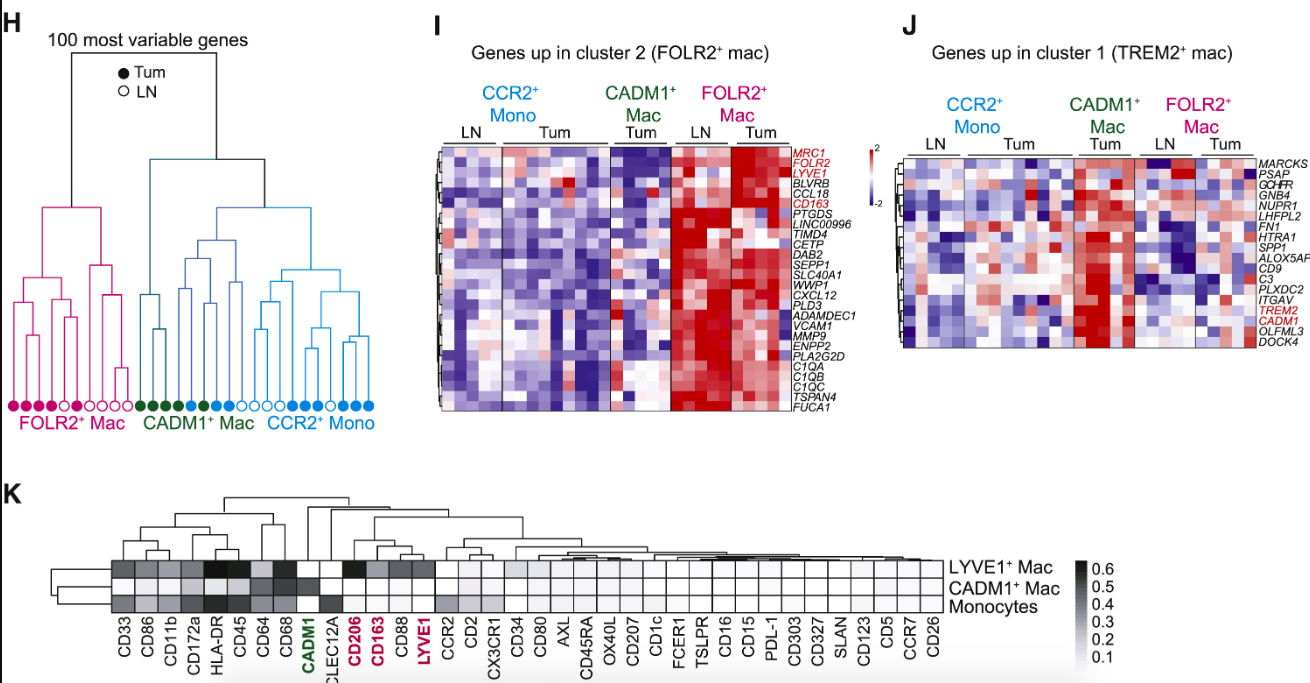 H
100 most variable genes
Tum
LN
FOLR2+ Mac
CADM1+ Mac
CCR2+ Mono
I
Genes up in cluster 2 (FOLR2+ mac)
CCR2+
Mono
CADM1+
Mac
FOLR2+
Mac
LN
Tum
Tum
LN
Tum
MRC1
FOLR2
LYVE1
BLVRB
CCL18
CD163
PTGDS
LINC00996
TIMD4
CETP
DAB2
SEPP1
SLC40A1
WWP1
CXCL12
PLD3
ADAMDEC1
VCAM1
MMP9
ENPP2
PLA2G2D
C1QA
C1QB
C1QC
TSPAN4
FUCA1
2
-2
J
Genes up in cluster 1 (TREM2+ mac)
CCR2+
Mono
CADM1+
Mac
FOLR2+
Mac
LN
Tum
Tum
LN
Tum
MARCKS
PSAP
GCHFR
GNB4
NUPR1
LHFPL2
FN1
HTRA1
SPP1
ALOX5AF
CD9
C3
PLXDC2
ITGAV
TREM2
CADM1
OLFML3
DOCK4
K
LYVE1+ Mac
CADM1+ Mac
Monocytes
CD33
CD86
CD11b
CD172a
HLA-DR
CD45
CD64
CD68
CADM1
CLEC12A
CD206
CD163
CD88
LYVE1
CCR2
CD2
CX3CR1
CD34
CD80
AXL
CD45RA
OX40L
CD207
CD1c
FCER1
TSLPR
CD16
CD15
PDL-1
CD303
CD327
SLAN
CD123
CD5
CCR7
CD26
0.6
0.5
0.4
0.3
0.2
0.1